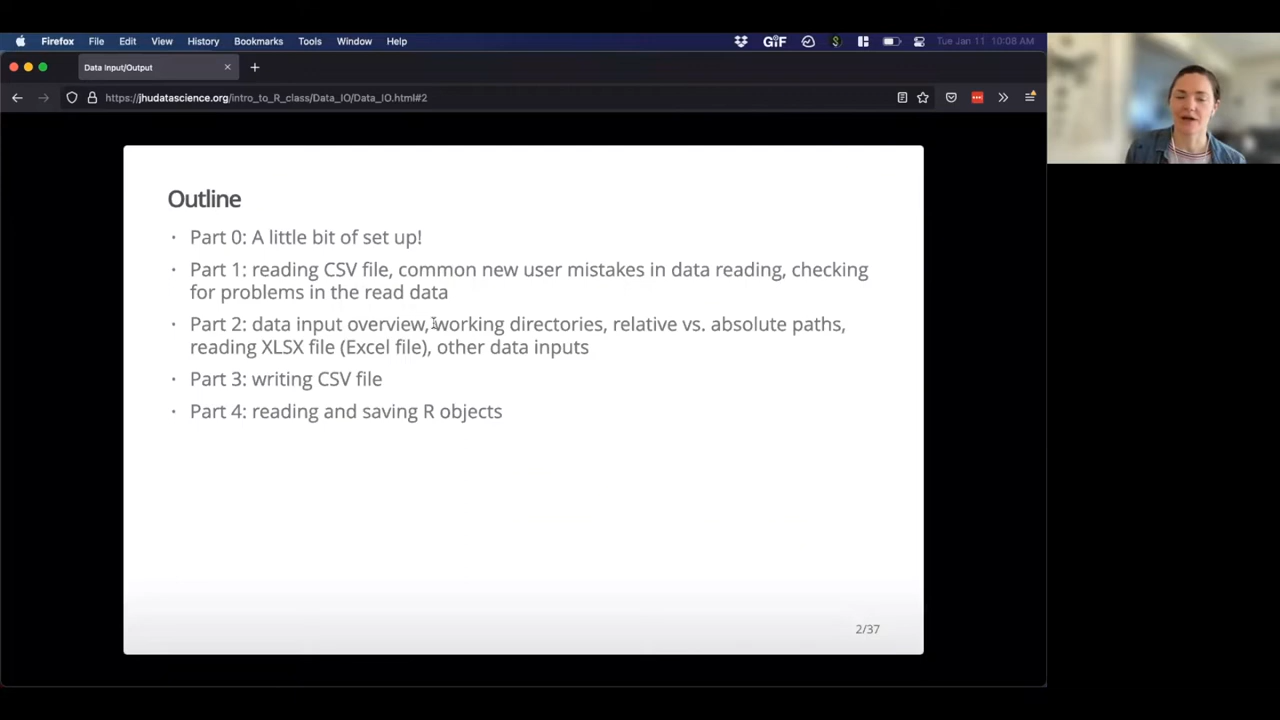 Firefox File Edit View History Bookmarks Tools Window Help GIF Tue Jan 11 10:08 AM
Data Input/Output
https://jhudatascience.org/intro_to_R_class/Data_IO/Data_IO.html#2
Outline
· Part 0: A little bit of set up!
· Part 1: reading CSV file, common new user mistakes in data reading, checking
for problems in the read data
· Part 2: data input overview, working directories, relative vs. absolute paths,
reading XLSX file (Excel file), other data inputs
· Part 3: writing CSV file
· Part 4: reading and saving R objects
2/37